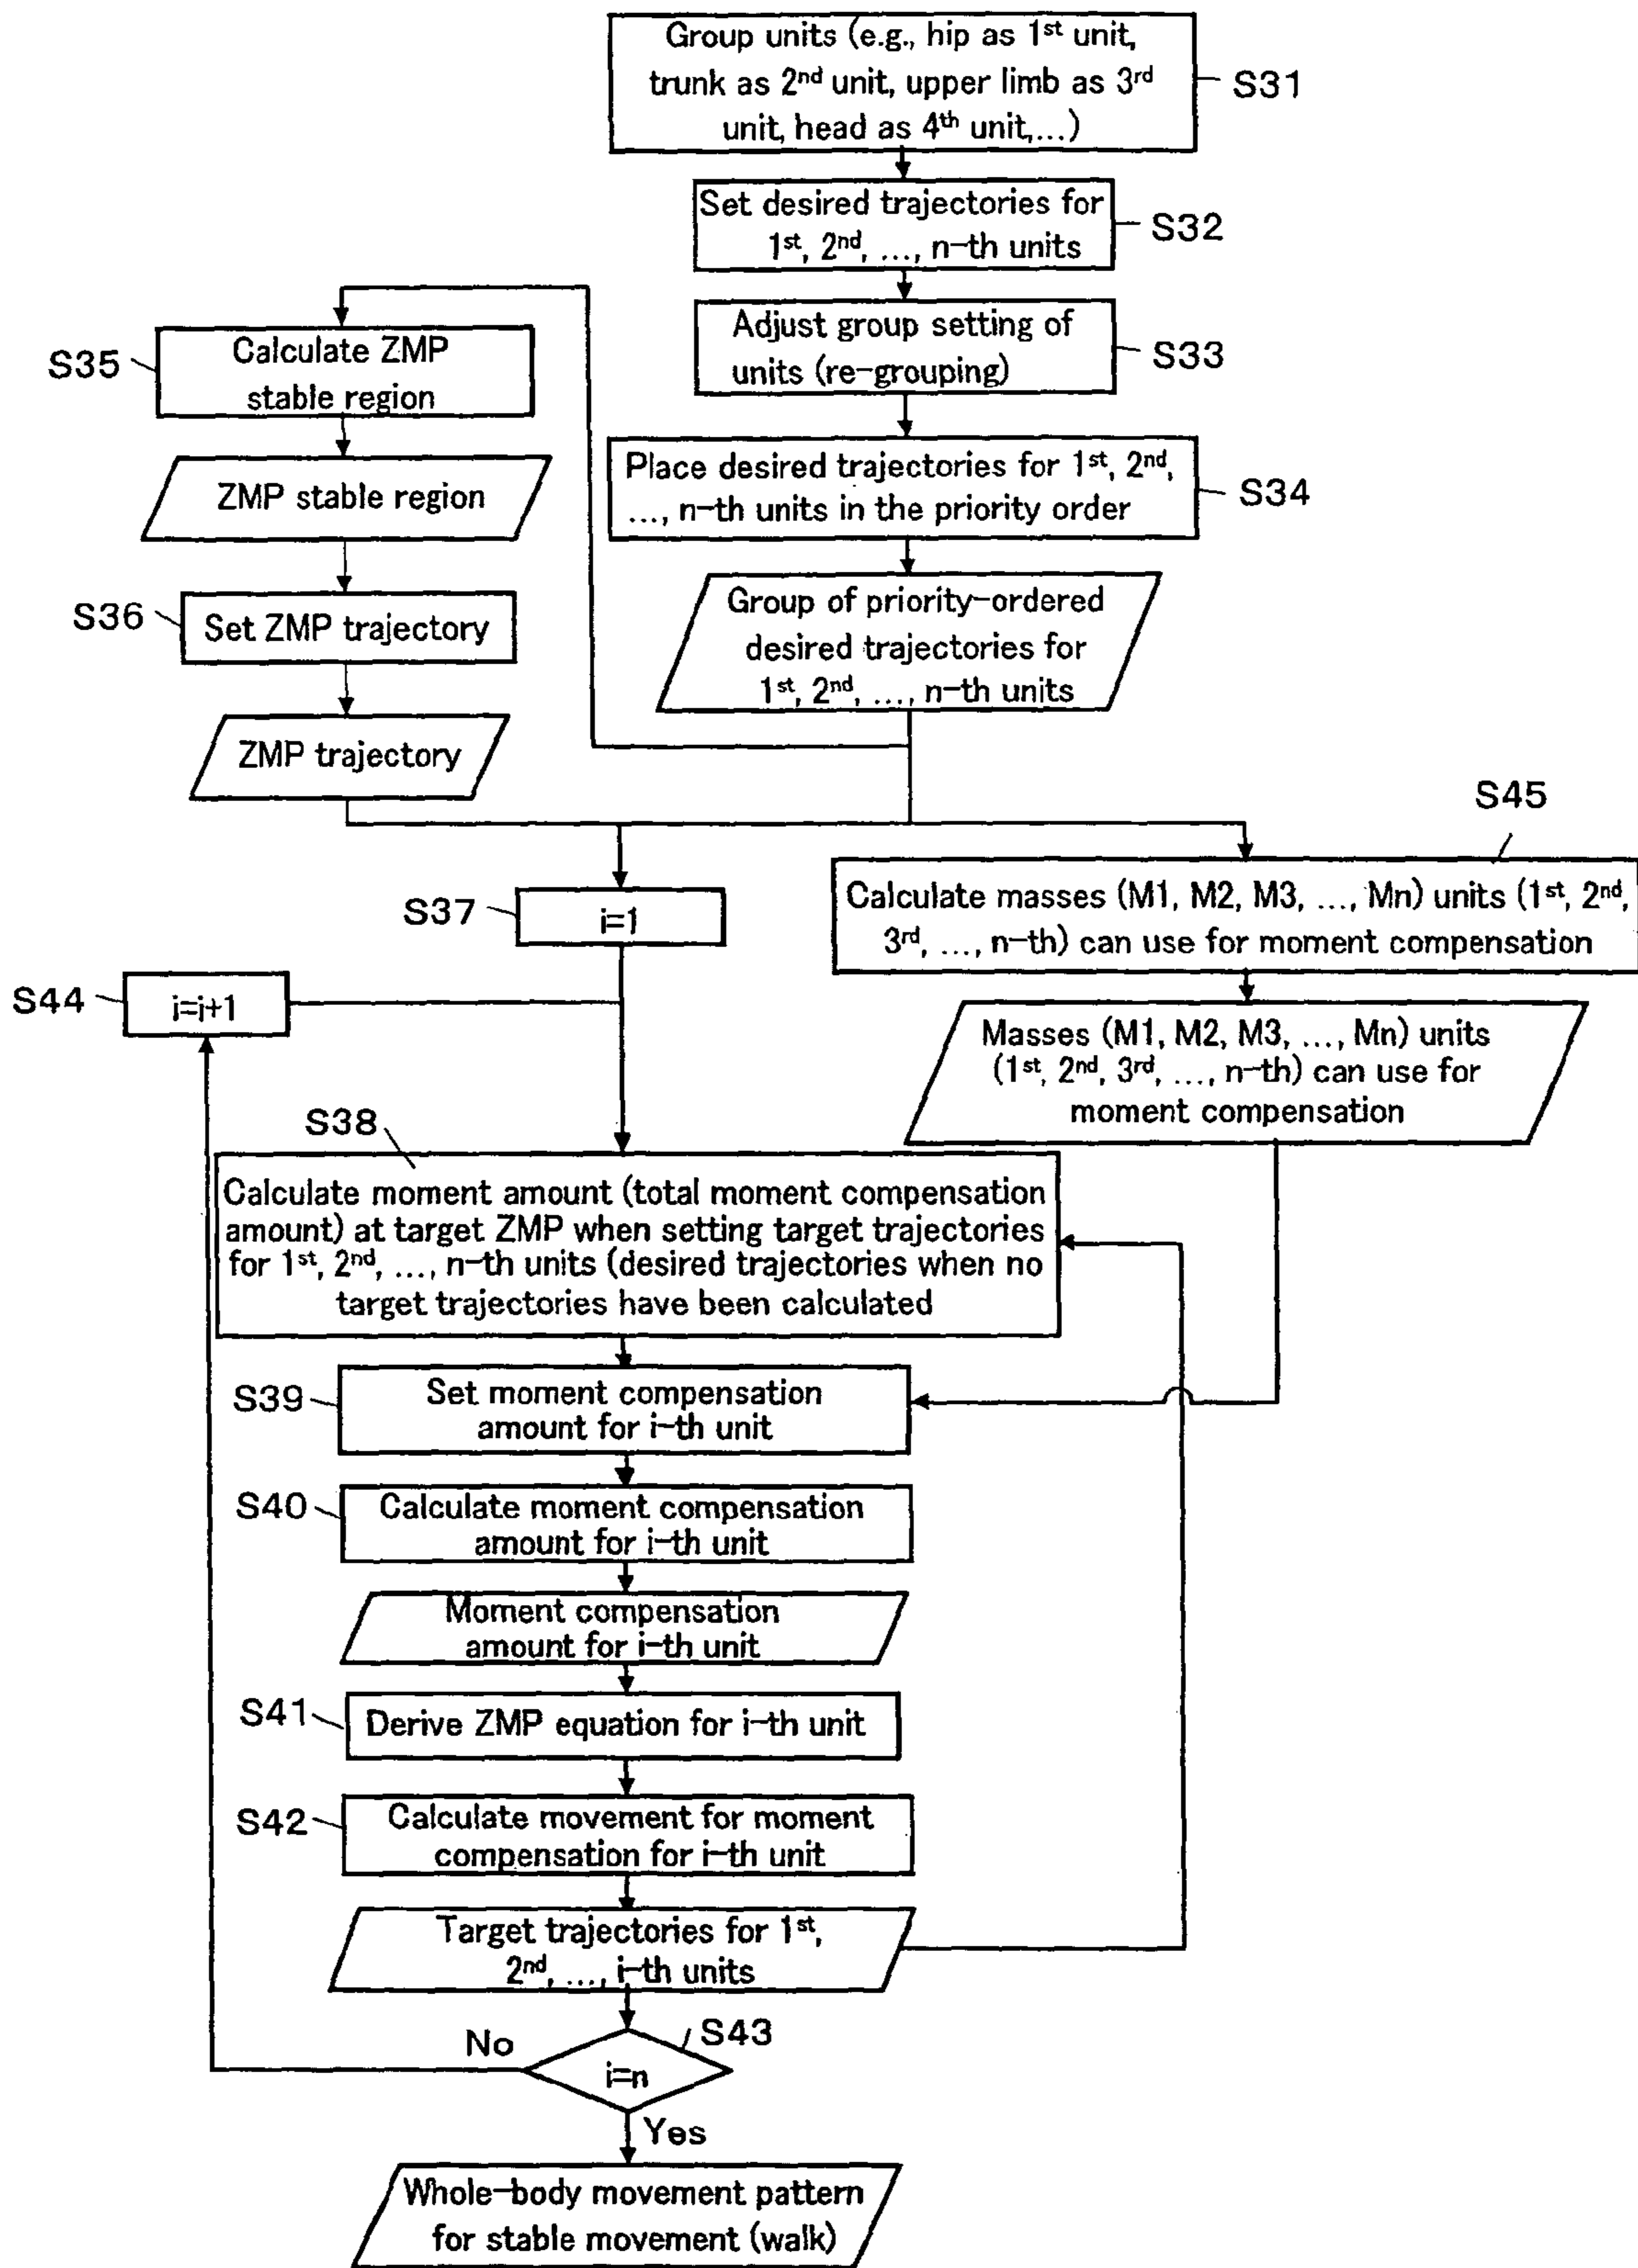 Group units (e.g., hip as 1st unit,
trunk as 2nd unit, upper limb as 3rd
unit, head as 4th unit,...)
S31
Set desired trajectories for
1st, 2nd, ..., n-th units
S32
Adjust group setting of
units (re-grouping)
S33
S35
Calculate ZMP
stable region
Place desired trajectories for 1st, 2nd,
..., n-th units in the priority order
S34
ZMP stable region
S36
Set ZMP trajectory
Group of priority-ordered
desired trajectories for
1st, 2nd, ..., n-th units
ZMP trajectory
S45
Calculate masses (M1, M2, M3, ..., Mn) units (1st, 2nd,
3rd, ..., n-th) can use for moment compensation
S37
i=1
S44
i=i+1
Masses (M1, M2, M3, ..., Mn) units
(1st, 2nd, 3rd, ..., n-th) can use for
moment compensation
S38
Calculate moment amount (total moment compensation
amount) at target ZMP when setting target trajectories
for 1st, 2nd, ..., n-th units (desired trajectories when no
target trajectories have been calculated
S39
Set moment compensation
amount for i-th unit
S40
Calculate moment compensation
amount for i-th unit
Moment compensation
amount for i-th unit
S41
Derive ZMP equation for i-th unit
S42
Calculate movement for moment
compensation for i-th unit
Target trajectories for 1st,
2nd, ..., i-th units
S43
No
i=n
Yes
Whole-body movement pattern
for stable movement (walk)